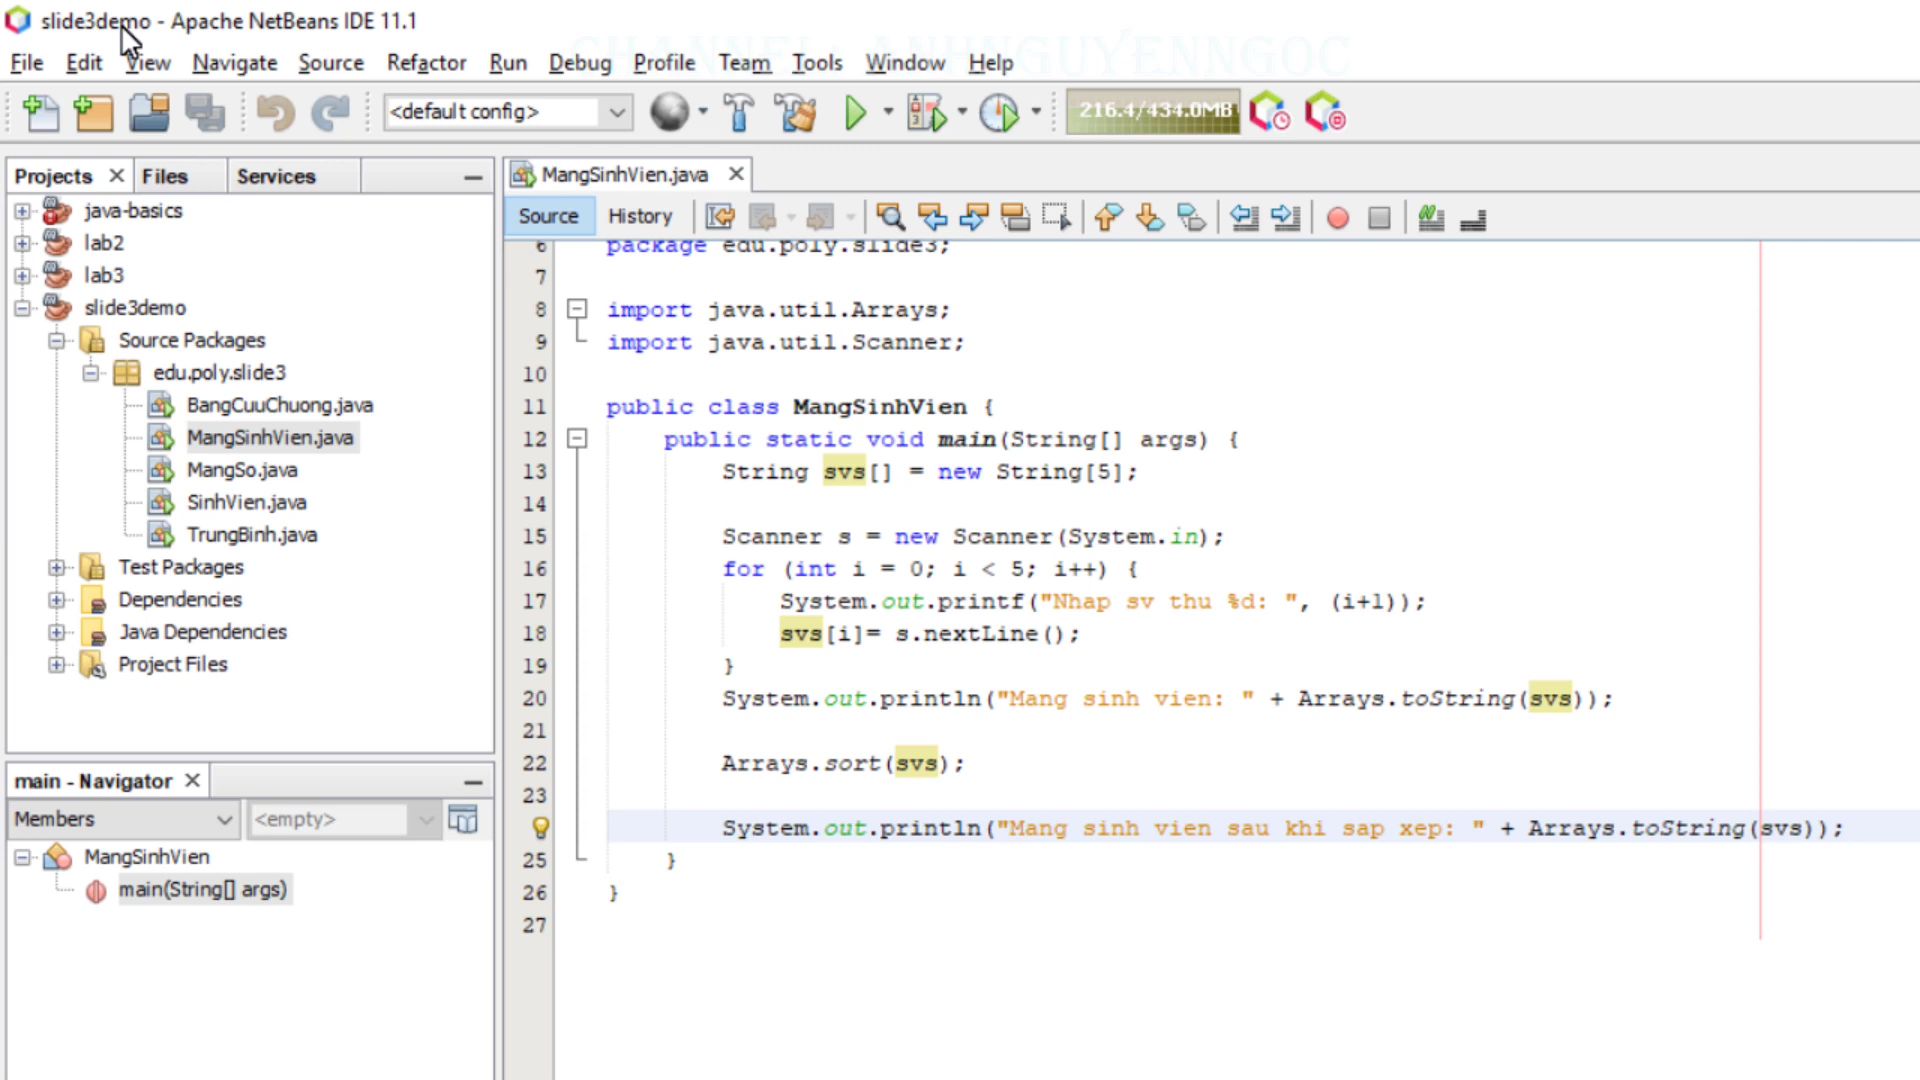 slide3demo - Apache NetBeans IDE 11.1
CHANNEL: ANHNGUYENNGOC
File Edit View Navigate Source Refactor Run Debug Profile Team Tools Window Help
<default config>
216.4/434.0MB
Projects Files Services
java-basics
lab2
lab3
slide3demo
Source Packages
edu.poly.slide3
BangCuuChuong.java
MangSinhVien.java
MangSo.java
SinhVien.java
TrungBinh.java
Test Packages
Dependencies
Java Dependencies
Project Files
main - Navigator
Members <empty>
MangSinhVien
main(String[] args)
MangSinhVien.java
Source History
6 package edu.poly.slide3;
7
8 import java.util.Arrays;
9 import java.util.Scanner;
10
11 public class MangSinhVien {
12 public static void main(String[] args) {
13 String svs[] = new String[5];
14
15 Scanner s = new Scanner(System.in);
16 for (int i = 0; i < 5; i++) {
17 System.out.printf("Nhap sv thu %d: ", (i+1));
18 svs[i]= s.nextLine();
19 }
20 System.out.println("Mang sinh vien: " + Arrays.toString(svs));
21
22 Arrays.sort(svs);
23
System.out.println("Mang sinh vien sau khi sap xep: " + Arrays.toString(svs));
25 }
26 }
27